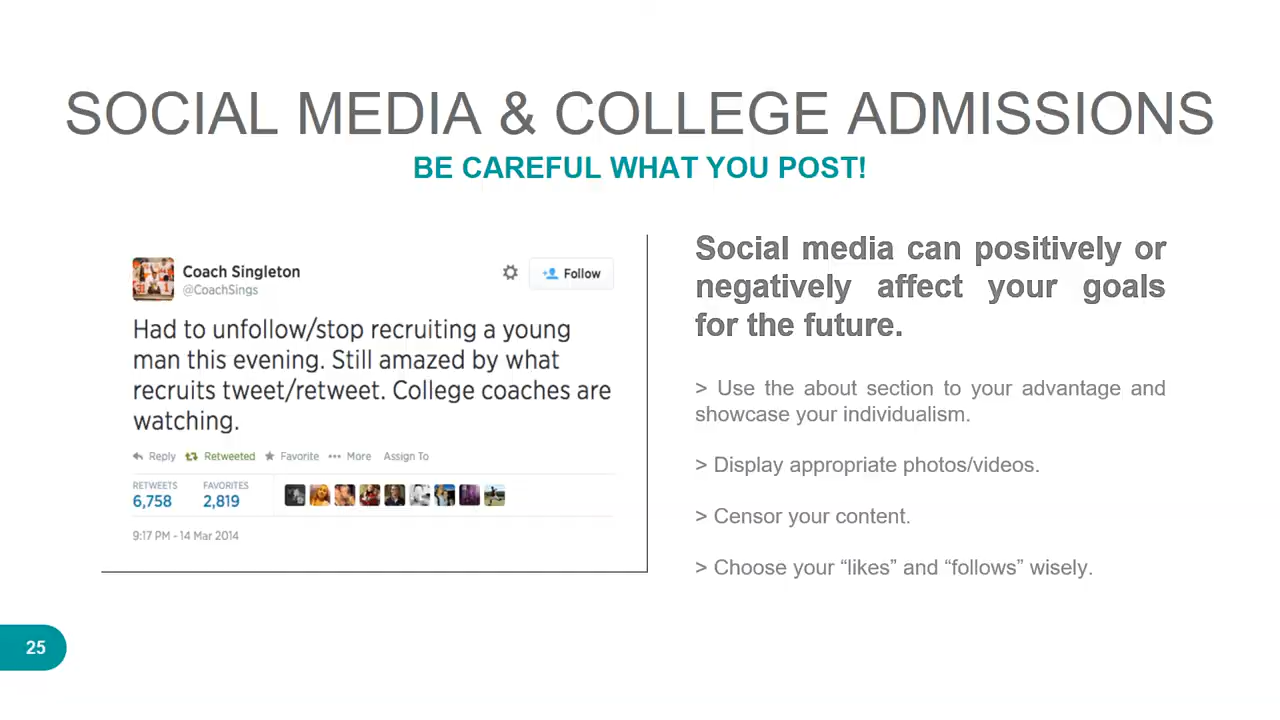 SOCIAL MEDIA & COLLEGE ADMISSIONS
BE CAREFUL WHAT YOU POST!
Coach Singleton
@CoachSings
Follow
Had to unfollow/stop recruiting a young
man this evening. Still amazed by what
recruits tweet/retweet. College coaches are
watching.
Reply Retweeted Favorite More Assign To
RETWEETS FAVORITES
6,758 2,819
9:17 PM - 14 Mar 2014
Social media can positively or
negatively affect your goals
for the future.
> Use the about section to your advantage and
showcase your individualism.
> Display appropriate photos/videos.
> Censor your content.
> Choose your “likes” and “follows” wisely.
25